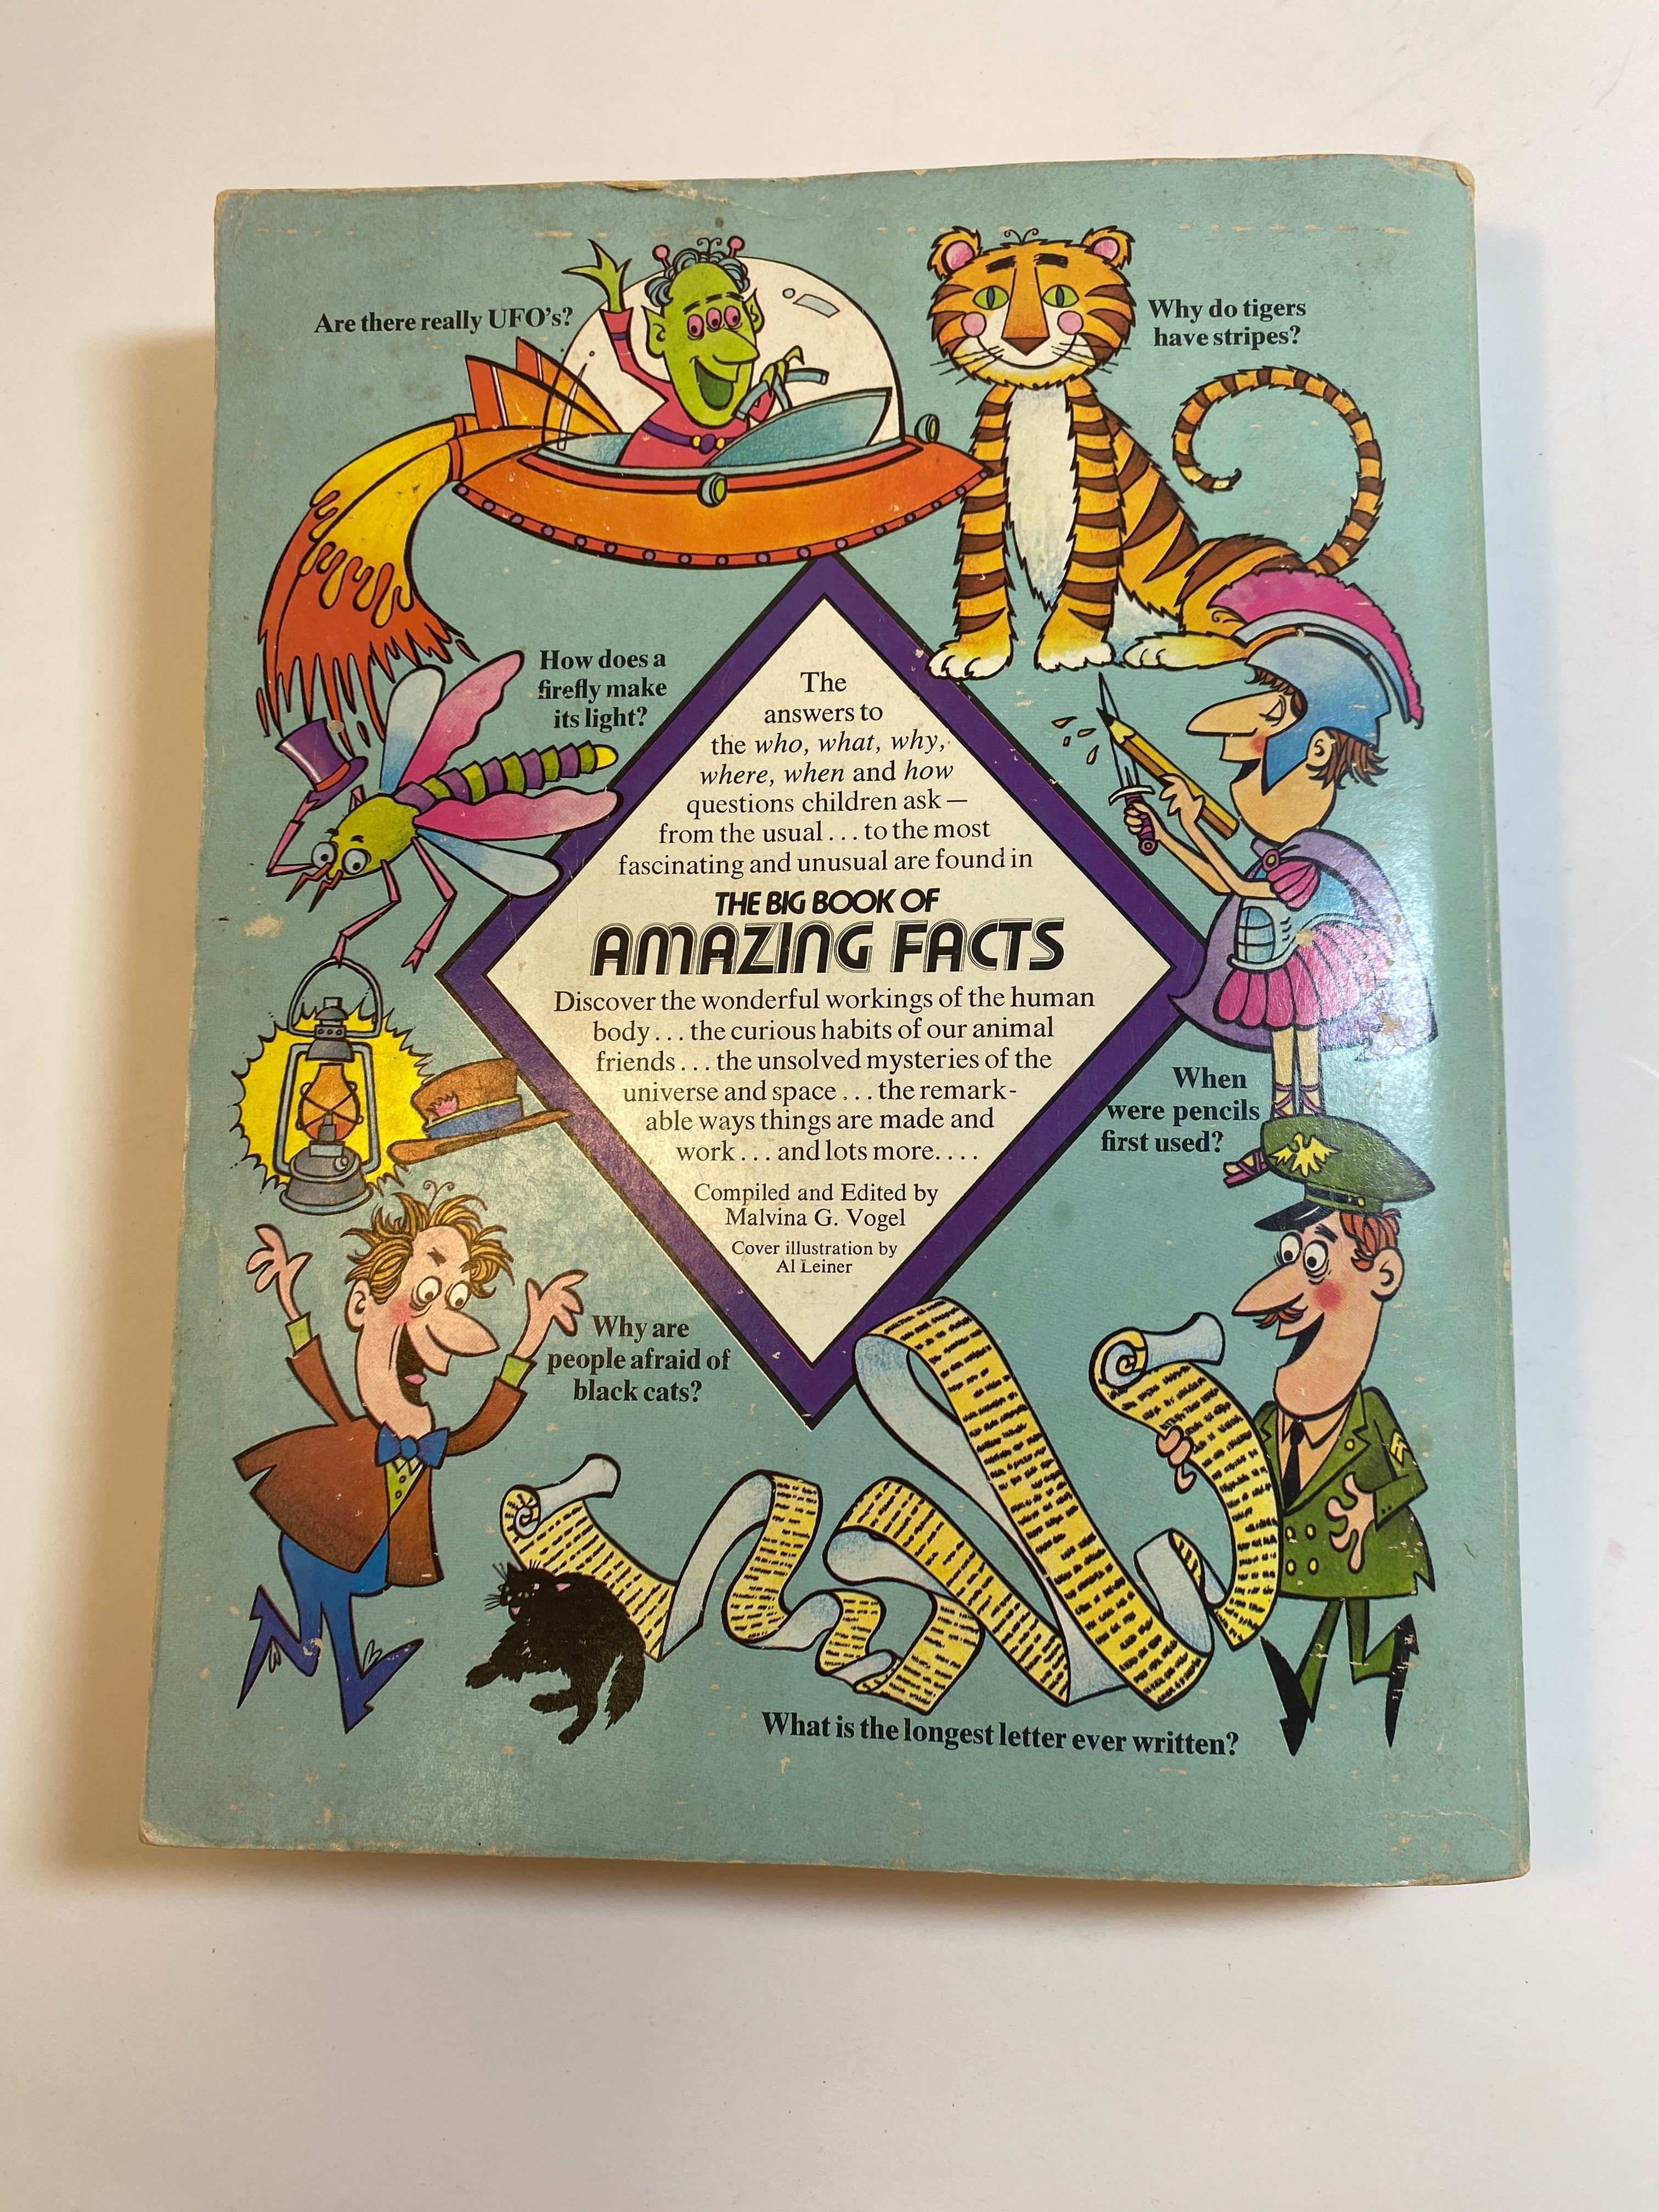 Are there really UFO's?
Why do tigers
have stripes?
How does a
firefly make
its light?
The
answers to
the who, what, why,
where, when and how
questions children ask—
from the usual... to the most
fascinating and unusual are found in
THE BIG BOOK OF
AMAZING FACTS
Discover the wonderful workings of the human
body... the curious habits of our animal
friends... the unsolved mysteries of the
universe and space... the remark-
able ways things are made and
work... and lots more....
Compiled and Edited by
Malvina G. Vogel
Cover illustration by
Al Leiner
When
were pencils
first used?
Why are
people afraid of
black cats?
What is the longest letter ever written?